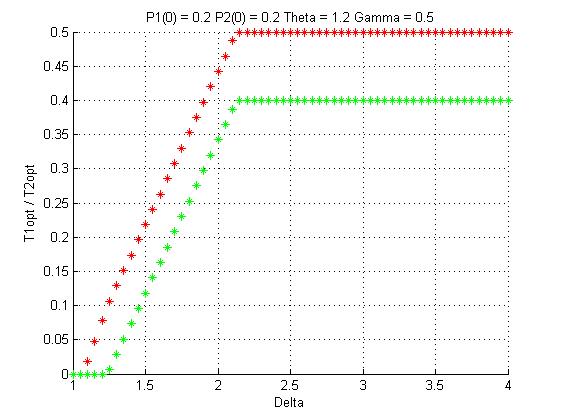 P1(0) = 0.2 P2(0) = 0.2 Theta = 1.2 Gamma = 0.5
0.5
0.45
0.4
0.35
0.3
0.25
0.2
0.15
0.1
0.05
0
T1opt / T2opt
1 1.5 2 2.5 3 3.5 4
Delta